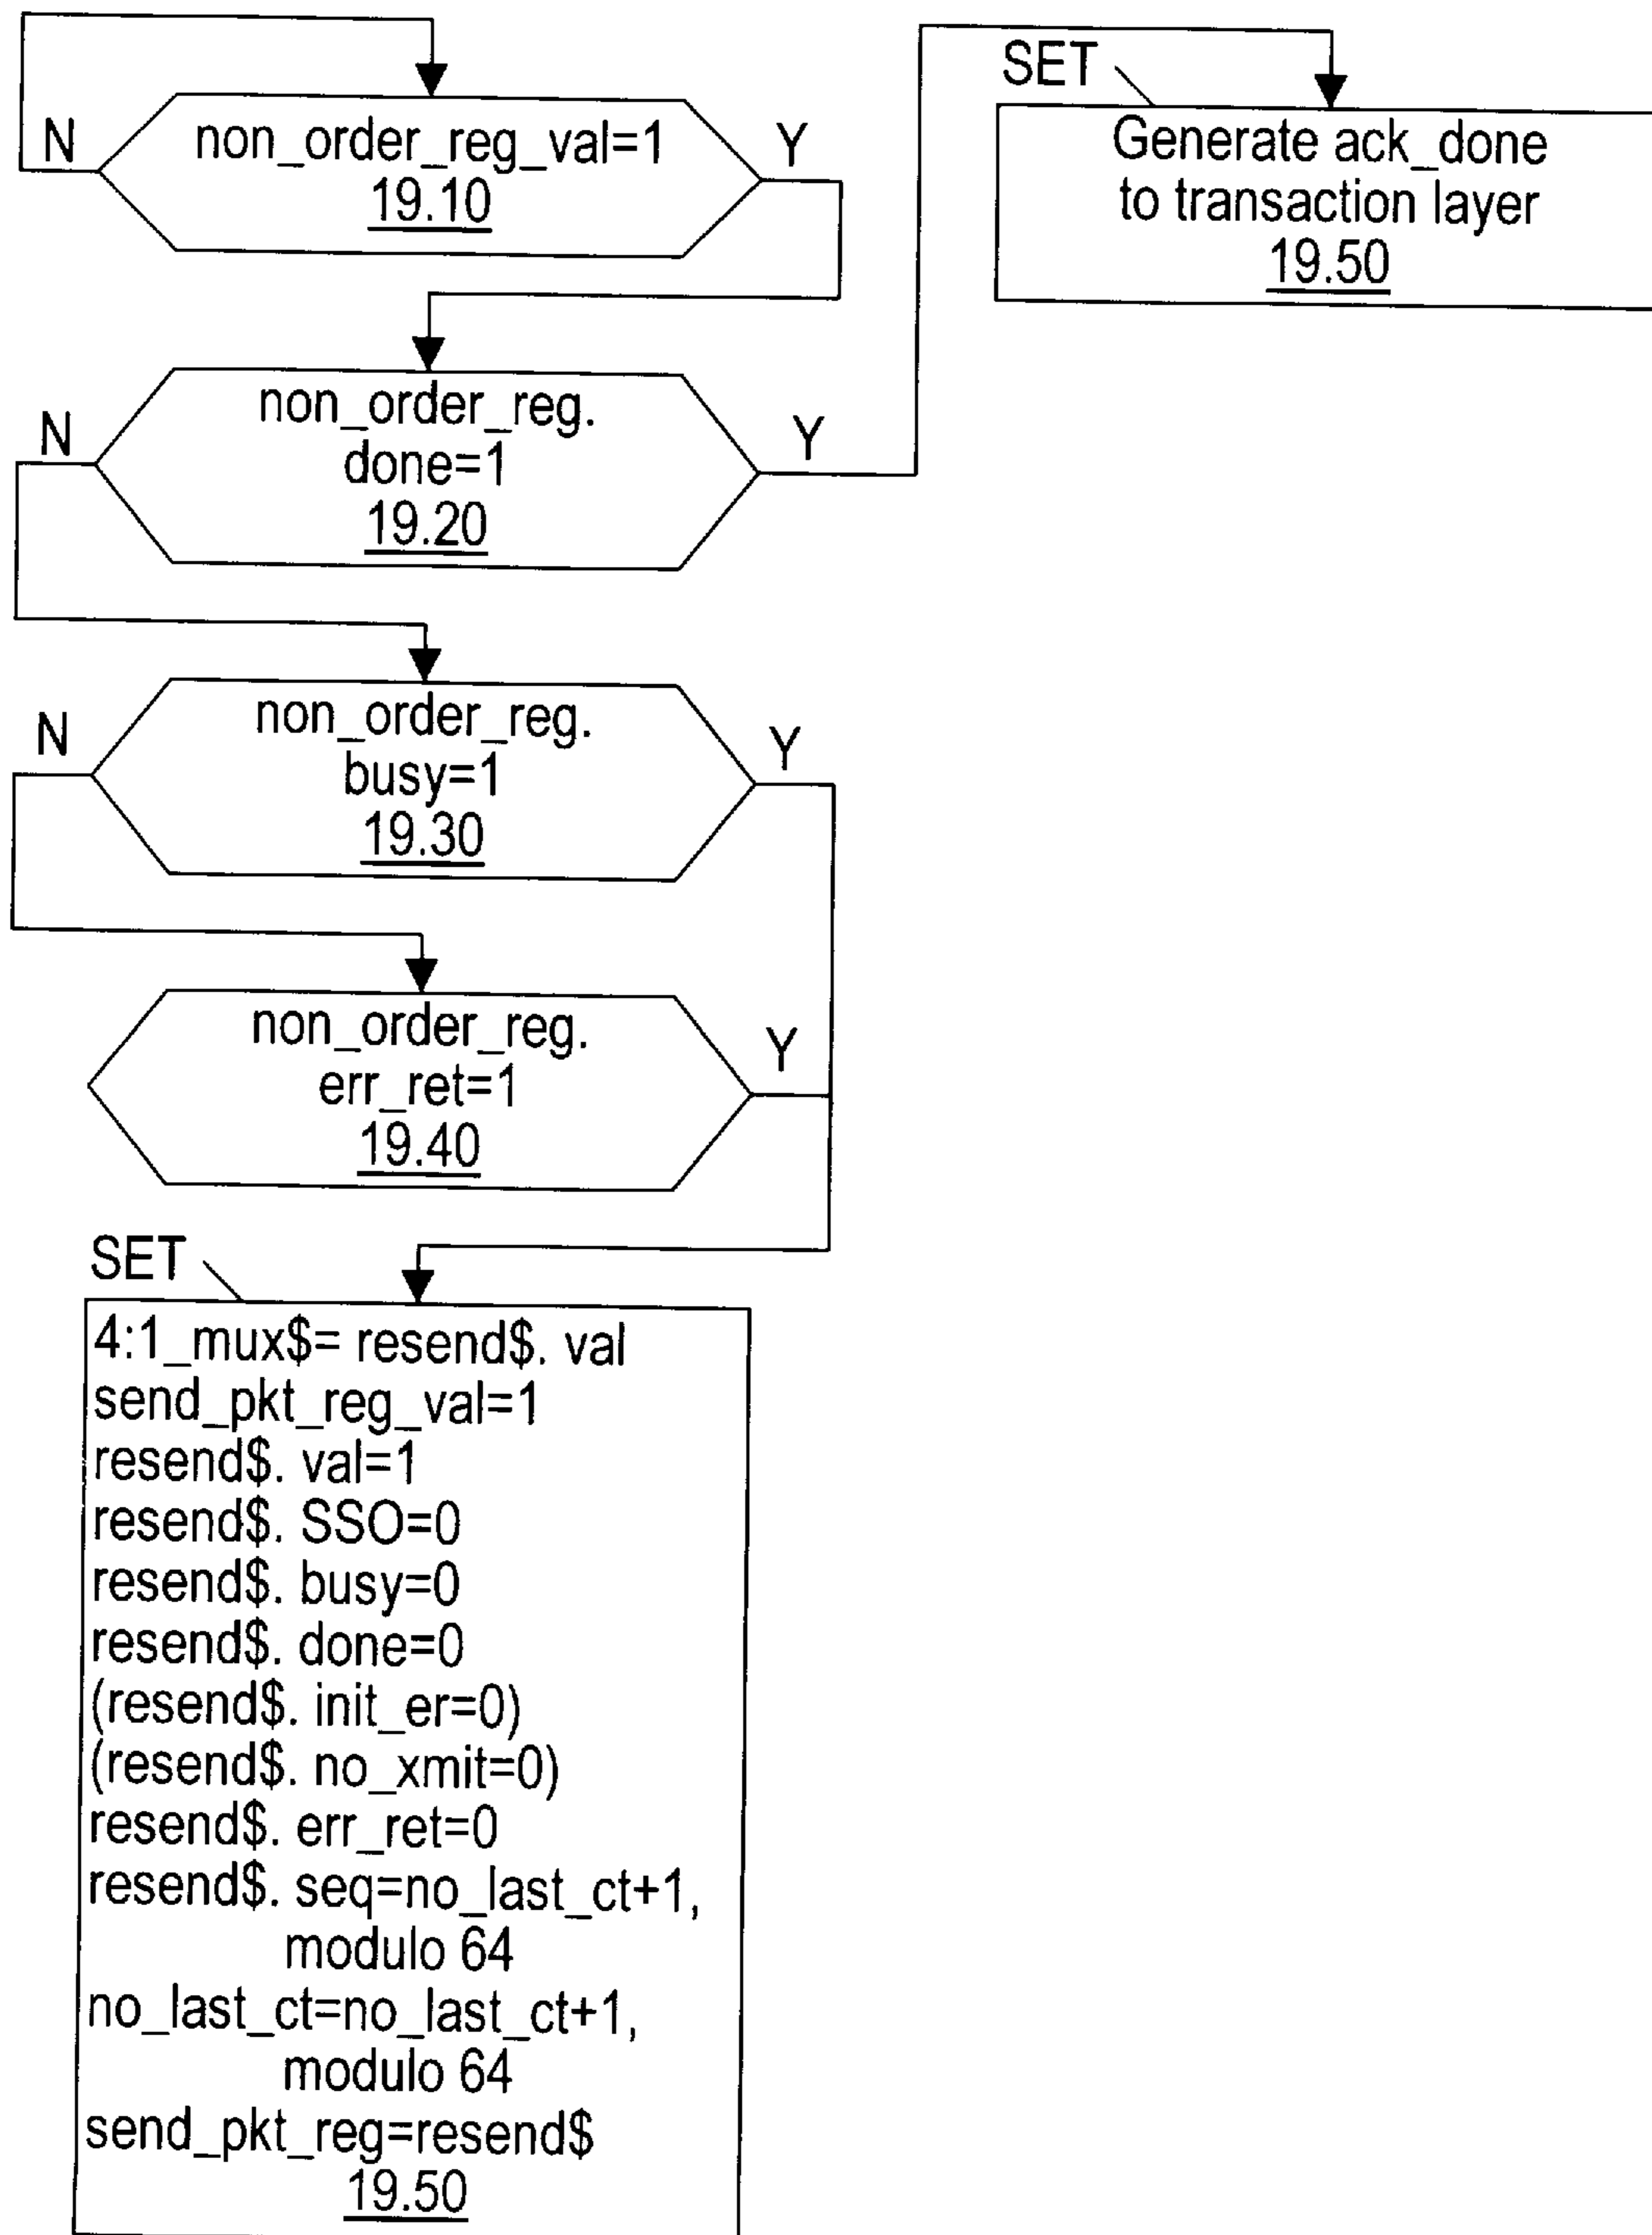 N
non_order_reg_val=1
Y
19.10
SET
Generate ack_done
to transaction layer
19.50
N
non_order_reg.
done=1
Y
19.20
N
non_order_reg.
busy=1
Y
19.30
non_order_reg.
err_ret=1
Y
19.40
SET
4:1_mux$= resend$. val
send_pkt_reg_val=1
resend$. val=1
resend$. SSO=0
resend$. busy=0
resend$. done=0
(resend$. init_er=0)
(resend$. no_xmit=0)
resend$. err_ret=0
resend$. seq=no_last_ct+1,
modulo 64
no_last_ct=no_last_ct+1,
modulo 64
send_pkt_reg=resend$
19.50